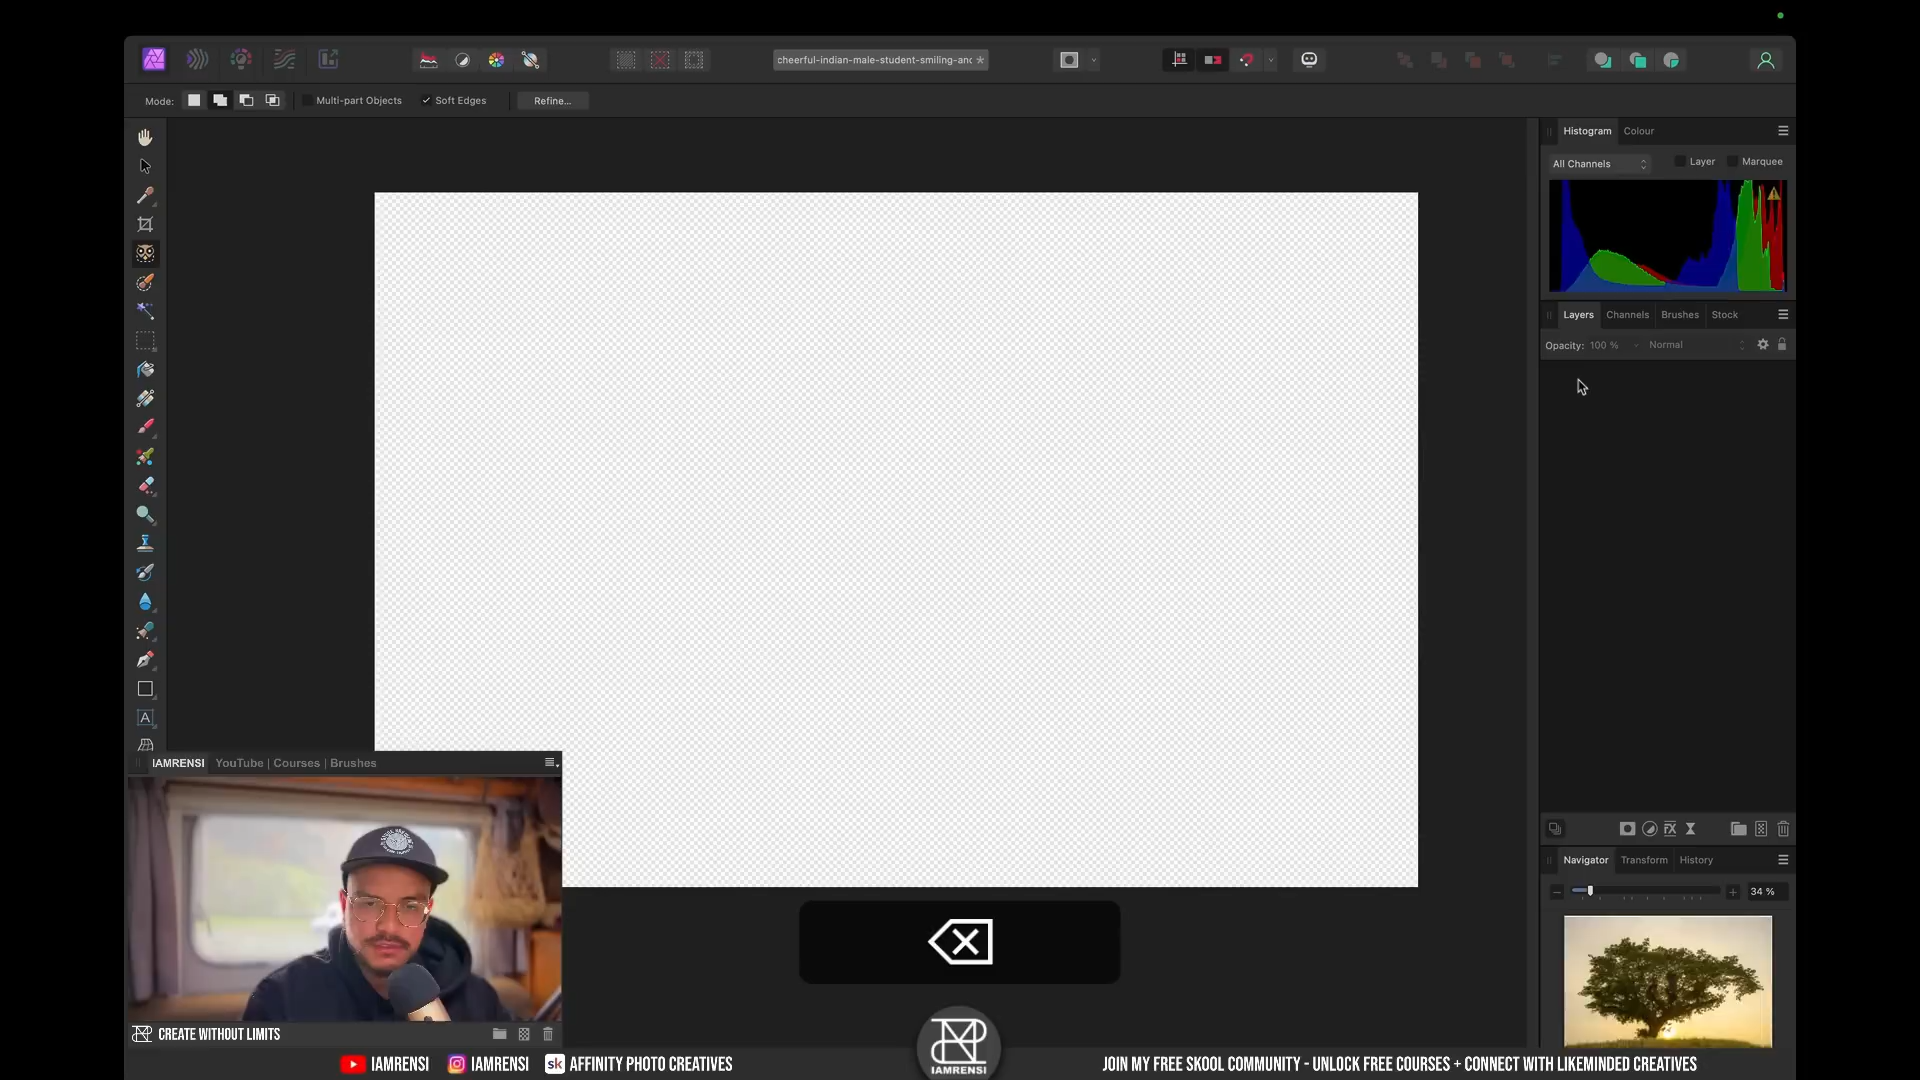 cheerful-indian-male-student-smiling-anc *
Mode:
Multi-part Objects
Soft Edges
Refine...
Histogram
Colour
All Channels
Layer
Marquee
Layers
Channels
Brushes
Stock
Opacity:
100 %
Normal
FX
A
IAMRENSI
YouTube | Courses | Brushes
Navigator
Transform
History
34 %
CREATE WITHOUT LIMITS
IAMRENSI
IAMRENSI
IAMRENSI
sk
AFFINITY PHOTO CREATIVES
JOIN MY FREE SKOOL COMMUNITY - UNLOCK FREE COURSES + CONNECT WITH LIKEMINDED CREATIVES